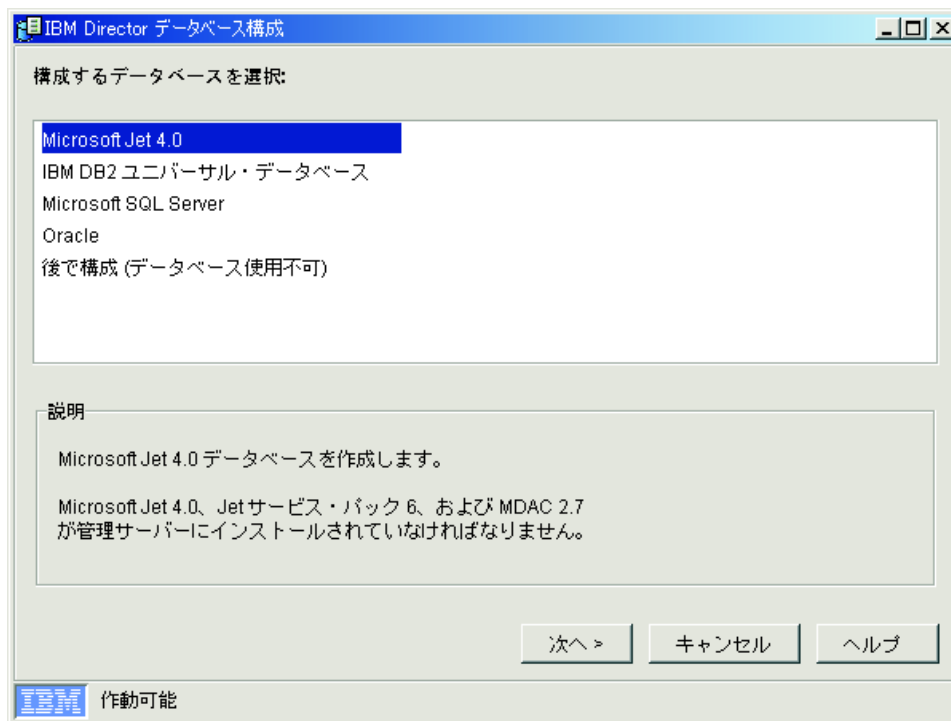 IBM Director データベース構成
構成するデータベースを選択:
Microsoft Jet 4.0
IBM DB2 ユニバーサル・データベース
Microsoft SQL Server
Oracle
後で構成 (データベース使用不可)
説明
Microsoft Jet 4.0 データベースを作成します。
Microsoft Jet 4.0、Jet サービス・パック 6、および MDAC 2.7
が管理サーバーにインストールされていなければなりません。
次へ >
キャンセル
ヘルプ
IBM
作動可能